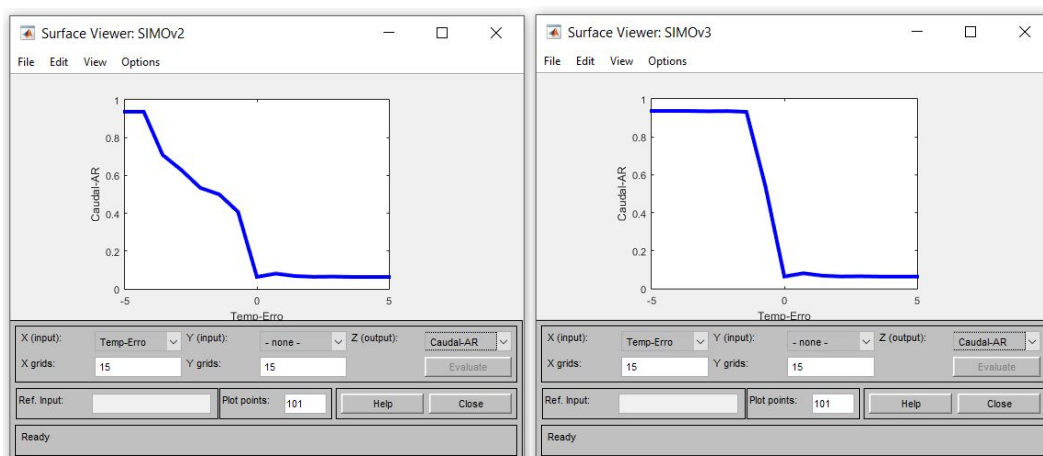 Surface Viewer: SIMOv2
File Edit View Options
1
0.8
0.6
0.4
0.2
0
Caudal-AR
-5 0 5
Temp-Erro
X (input): Temp-Erro Y (input): - none - Z (output): Caudal-AR
X grids: 15 Y grids: 15 Evaluate
Ref. Input: Plot points: 101 Help Close
Ready
Surface Viewer: SIMOv3
File Edit View Options
1
0.8
0.6
0.4
0.2
0
Caudal-AR
-5 0 5
Temp-Erro
X (input): Temp-Erro Y (input): - none - Z (output): Caudal-AR
X grids: 15 Y grids: 15 Evaluate
Ref. Input: Plot points: 101 Help Close
Ready